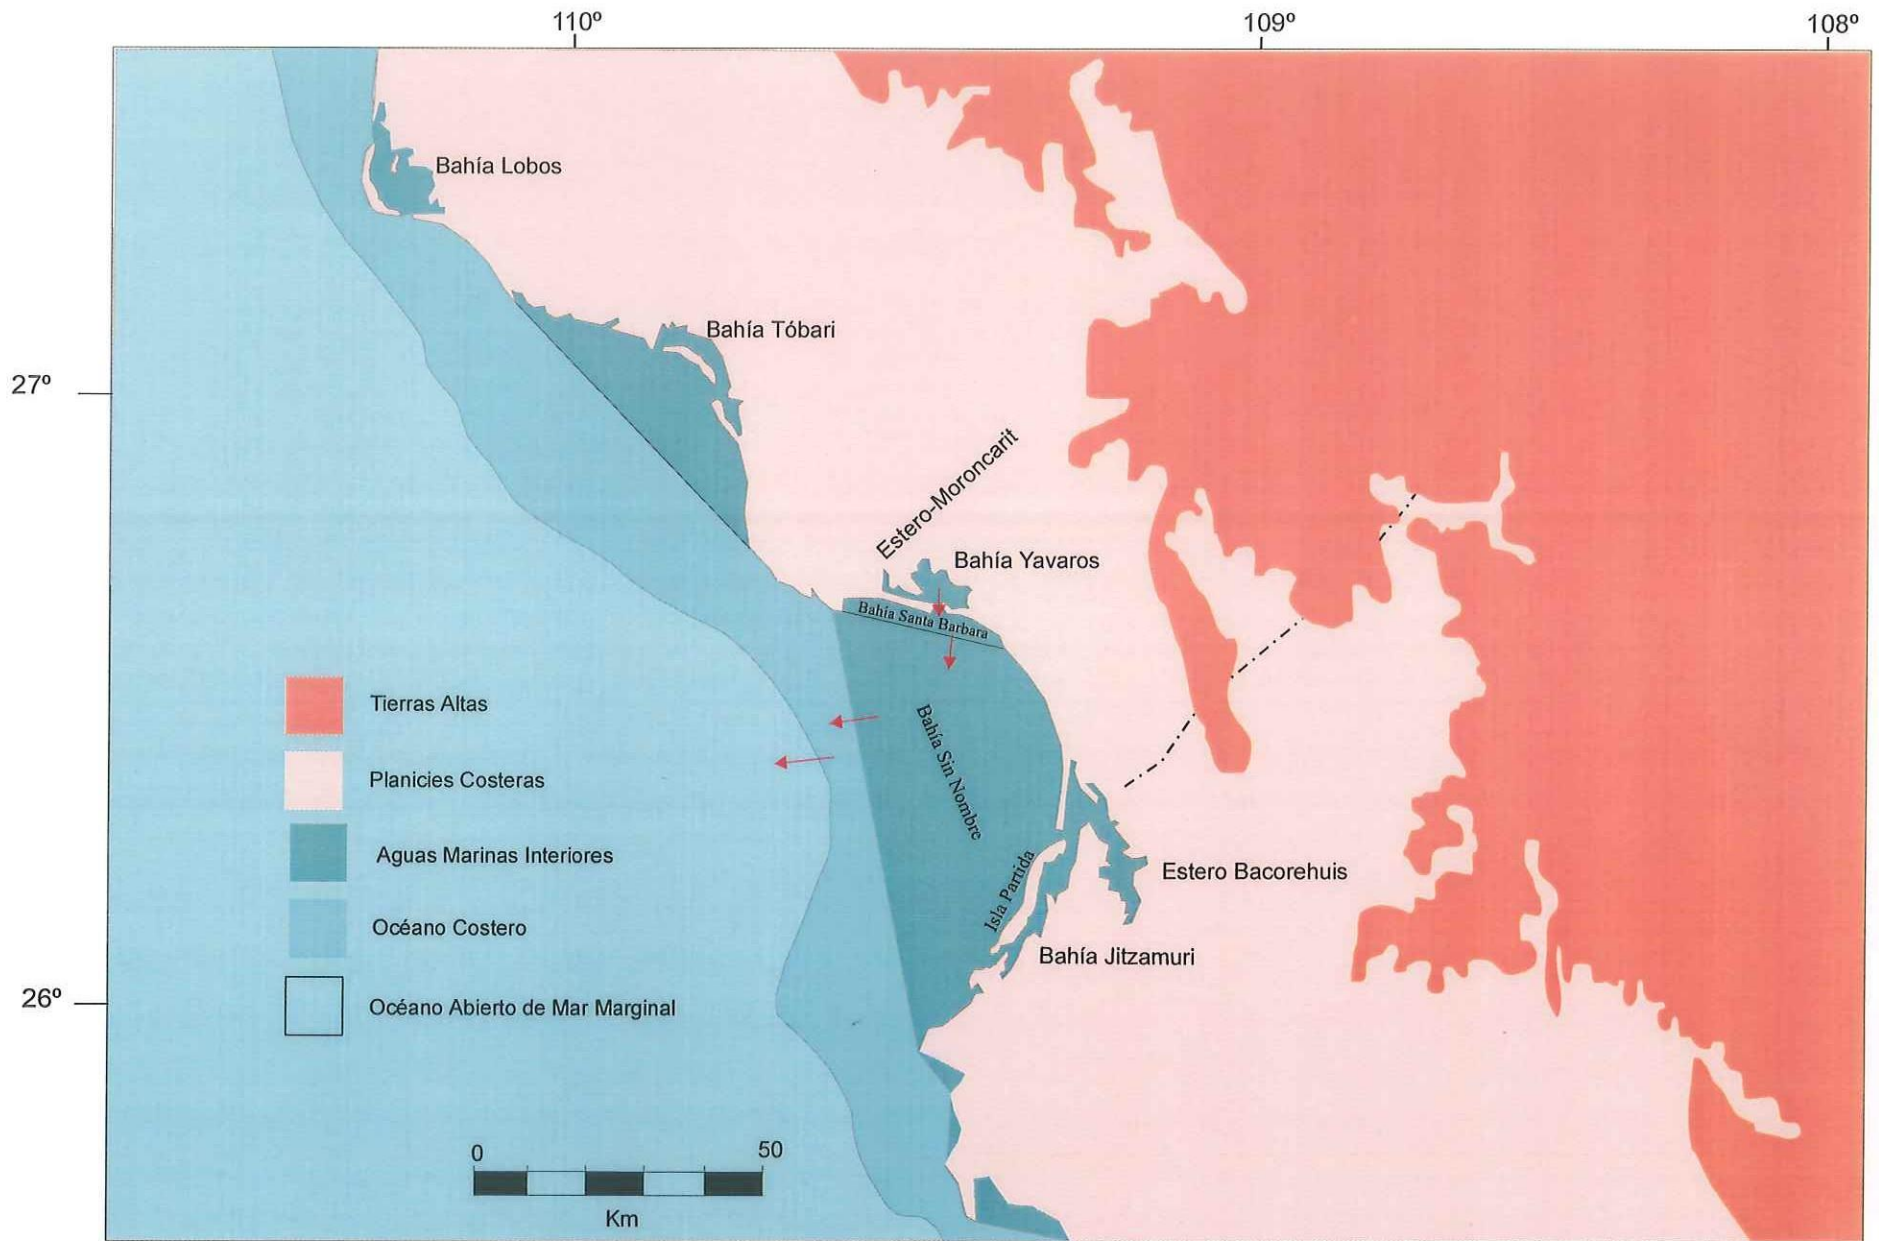 110º
109º
108º
Bahía Lobos
Bahía Tóbari
27º
Estero-Moroncarit
Bahía Yavaros
Bahía Santa Barbara
Tierras Altas
Bahía Sin Nombre
Planicies Costeras
Aguas Marinas Interiores
Isla Partida
Estero Bacorehuis
Océano Costero
Bahía Jitzamuri
26º
Océano Abierto de Mar Marginal
0
50
Km